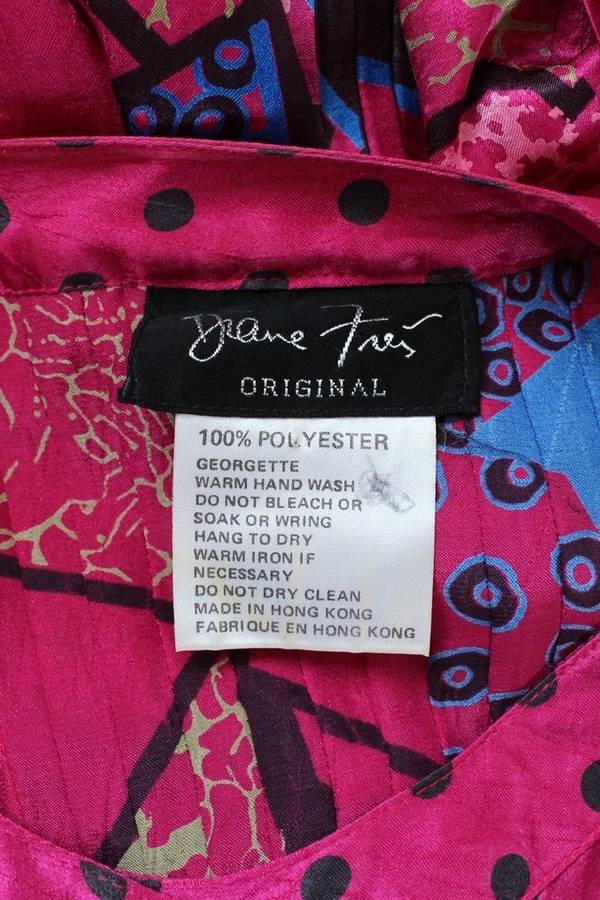 Diane Freis
ORIGINAL
100% POLYESTER
GEORGETTE
WARM HAND WASH
DO NOT BLEACH OR
SOAK OR WRING
HANG TO DRY
WARM IRON IF
NECESSARY
DO NOT DRY CLEAN
MADE IN HONG KONG
FABRIQUE EN HONG KONG